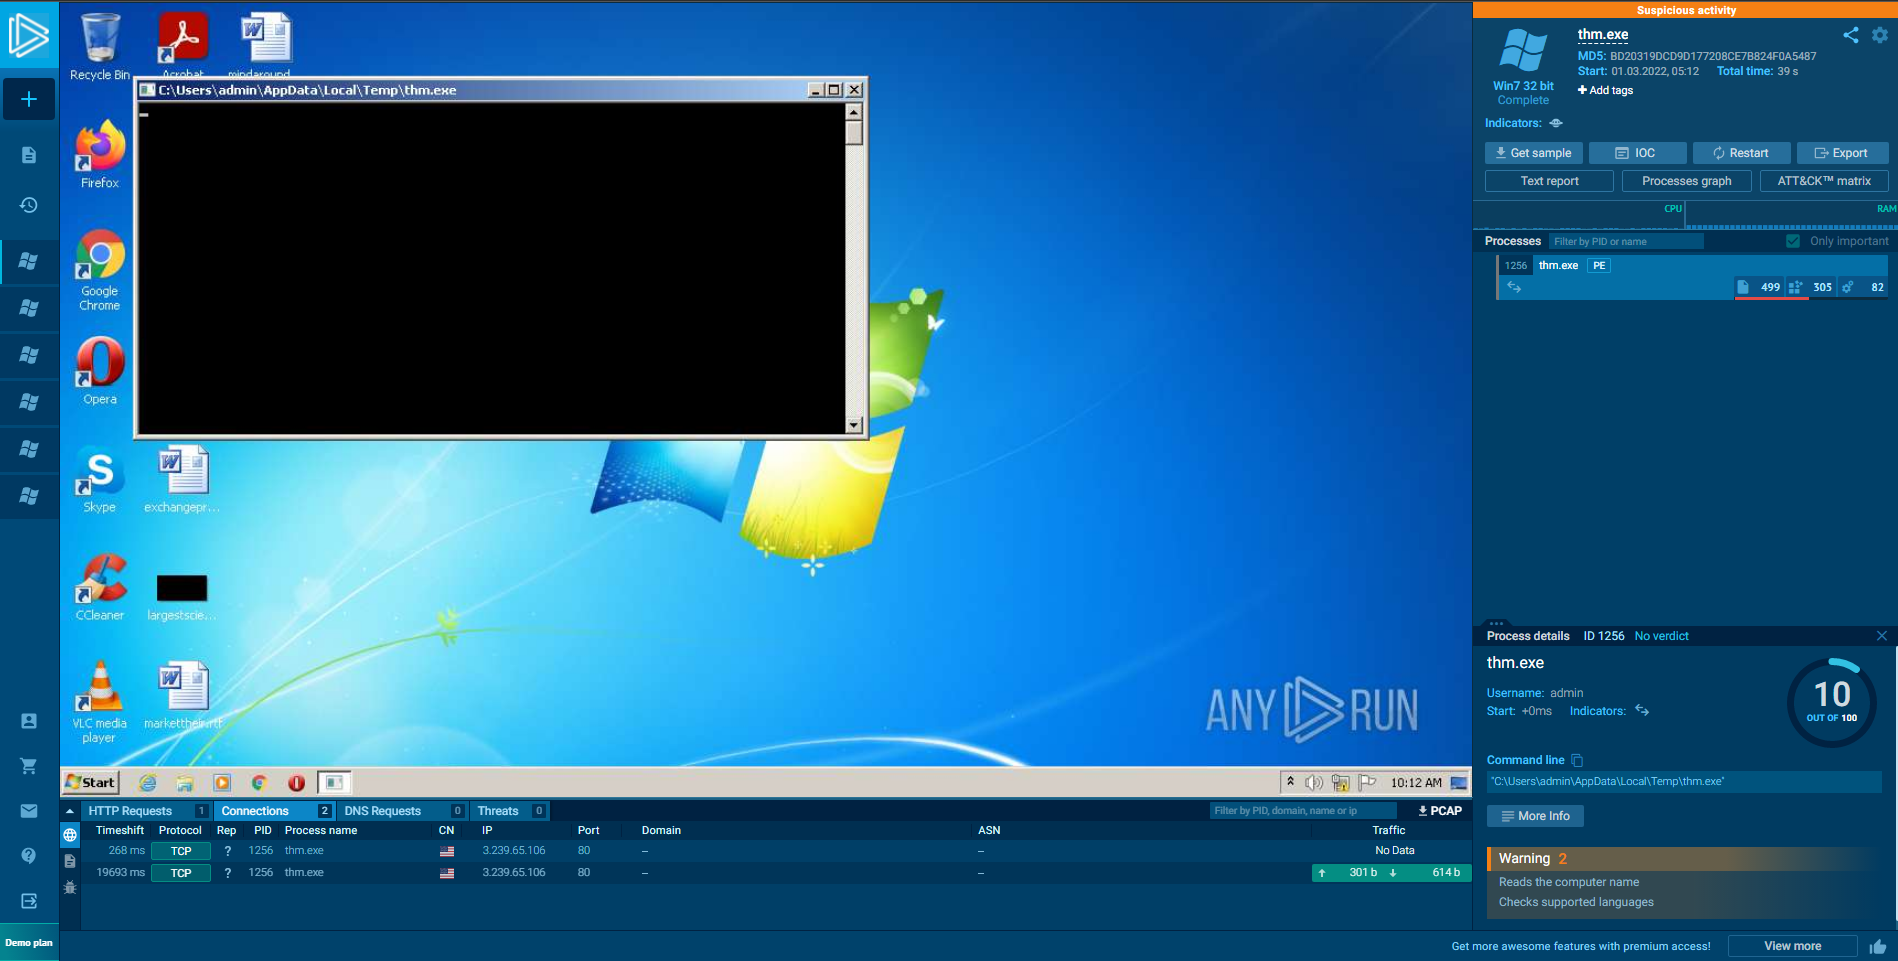 Suspicious activity
thm.exe
MD5: BD20319DCD9D177208CE7B824F0A5487
Start: 01.03.2022, 05:12 Total time: 39 s
Win7 32 bit
Complete
Add tags
Indicators:
Get sample IOC Restart Export
Text report Processes graph ATT&CK™ matrix
CPU RAM
Processes Filter by PID or name Only important
1256 thm.exe PE
499 305 82
Recycle Bin Acrobat mindaround
C:\Users\admin\AppData\Local\Temp\thm.exe
Firefox
Google
Chrome
Opera
Skype exchangepr...
CCleaner largestscie...
VLC media
player
markettheir.rtf
ANY RUN
Start 10:12 AM
Process details ID 1256 No verdict
thm.exe
Username: admin
Start: +0ms Indicators:
10
OUT OF 100
Command line
"C:\Users\admin\AppData\Local\Temp\thm.exe"
More Info
Warning 2
Reads the computer name
Checks supported languages
HTTP Requests 1 Connections 2 DNS Requests 0 Threats 0 Filter by PID, domain, name or ip PCAP
Timeshift Protocol Rep PID Process name CN IP Port Domain ASN Traffic
268 ms TCP ? 1256 thm.exe 3.239.65.106 80 – – No Data
19693 ms TCP ? 1256 thm.exe 3.239.65.106 80 – – 301 b 614 b
Demo plan
Get more awesome features with premium access! View more